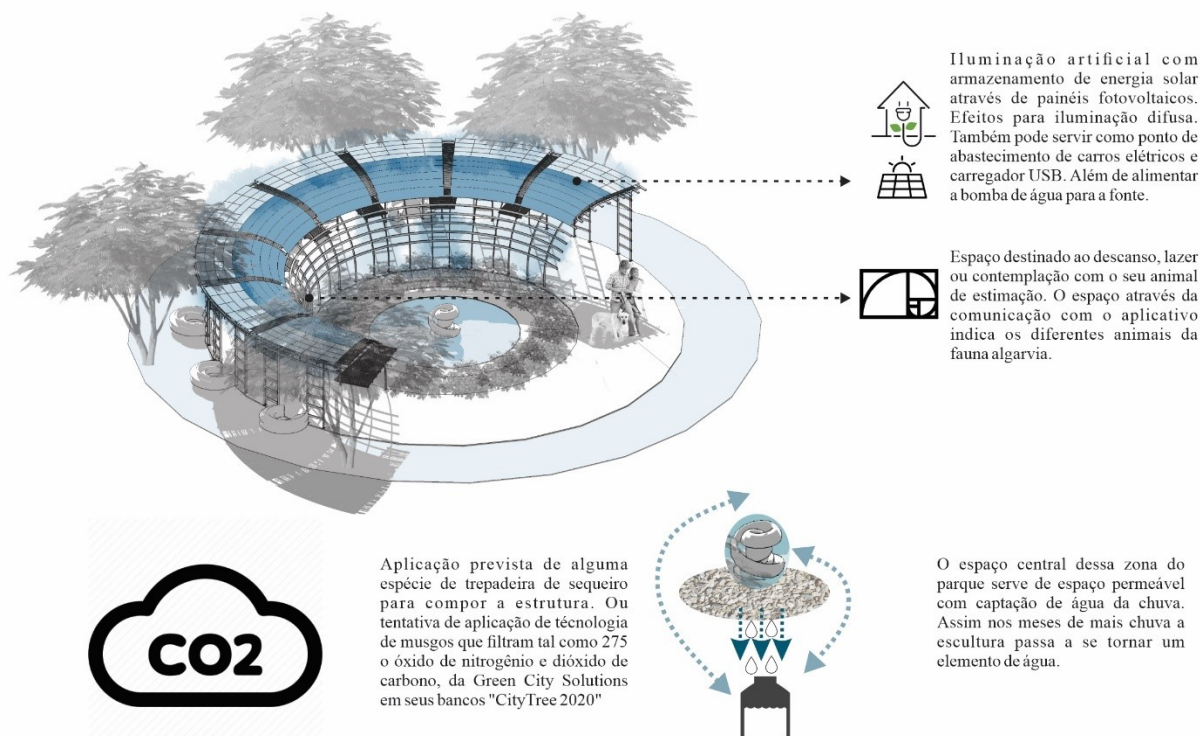 Iluminação artificial com
armazenamento de energia solar
através de painéis fotovoltaicos.
Efeitos para iluminação difusa.
Também pode servir como ponto de
abastecimento de carros elétricos e
carregador USB. Além de alimentar
a bomba de água para a fonte.
Espaço destinado ao descanso, lazer
ou contemplação com o seu animal
de estimação. O espaço através da
comunicação com o aplicativo
indica os diferentes animais da
fauna algarvia.
CO2
Aplicação prevista de alguma
espécie de trepadeira de sequeiro
para compor a estrutura. Ou
tentativa de aplicação de técnologia
de musgos que filtram tal como 275
o óxido de nitrogênio e dióxido de
carbono, da Green City Solutions
em seus bancos "CityTree 2020"
O espaço central dessa zona do
parque serve de espaço permeável
com captação de água da chuva.
Assim nos meses de mais chuva a
escultura passa a se tornar um
elemento de água.